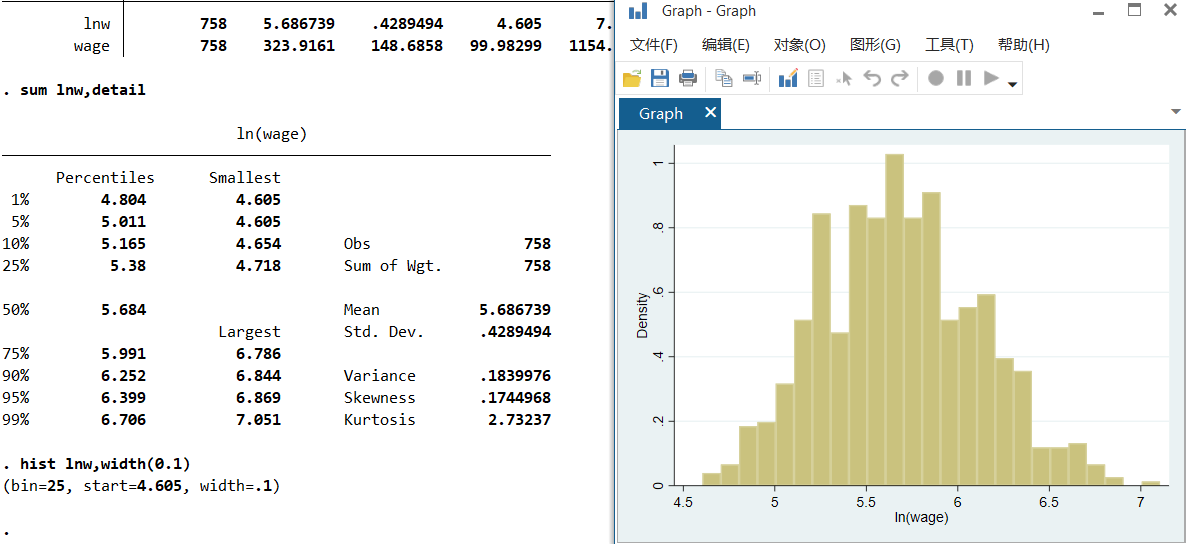 lnw 758 5.686739 .4289494 4.605 7.
wage 758 323.9161 148.6858 99.98299 1154.
. sum lnw,detail
ln(wage)
Percentiles Smallest
1% 4.804 4.605
5% 5.011 4.605
10% 5.165 4.654 Obs 758
25% 5.38 4.718 Sum of Wgt. 758
50% 5.684 Mean 5.686739
Largest Std. Dev. .4289494
75% 5.991 6.786
90% 6.252 6.844 Variance .1839976
95% 6.399 6.869 Skewness .1744968
99% 6.706 7.051 Kurtosis 2.73237
. hist lnw,width(0.1)
(bin=25, start=4.605, width=.1)
.
Graph - Graph
文件(F) 编辑(E) 对象(O) 图形(G) 工具(T) 帮助(H)
Graph
Density
1
.8
.6
.4
.2
0
4.5 5 5.5 6 6.5 7
ln(wage)